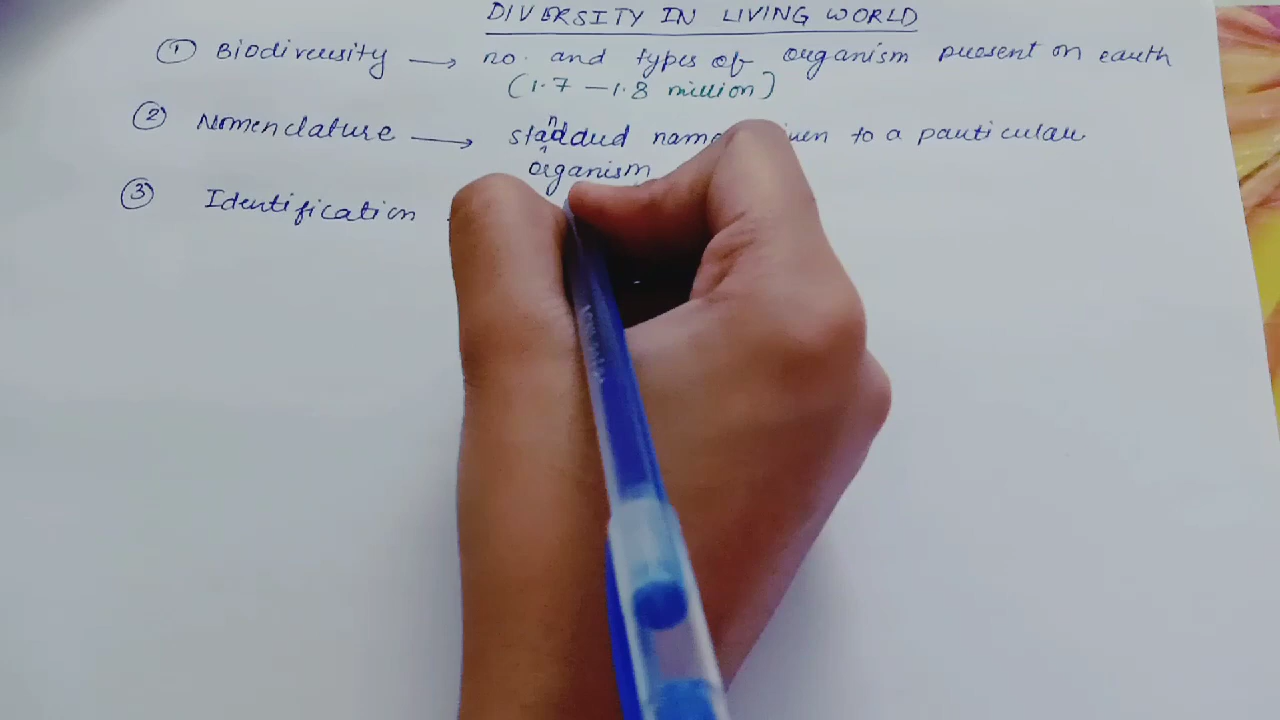 DIVERSITY IN LIVING WORLD
① Biodiversity → no. and types of organism present on earth
(1.7 – 1.8 million)
② Nomenclature → standard name to a particular
organism
③ Identification